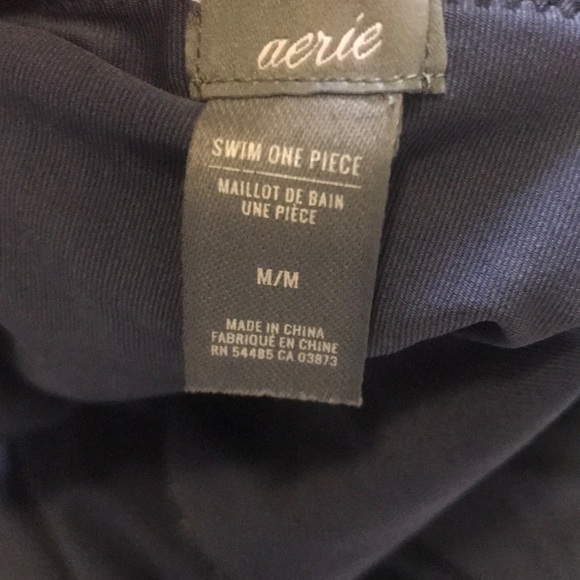 aerie
SWIM ONE PIECE
MAILLOT DE BAIN
UNE PIÈCE
M/M
MADE IN CHINA
FABRIQUÉ EN CHINE
RN 54485 CA 03873